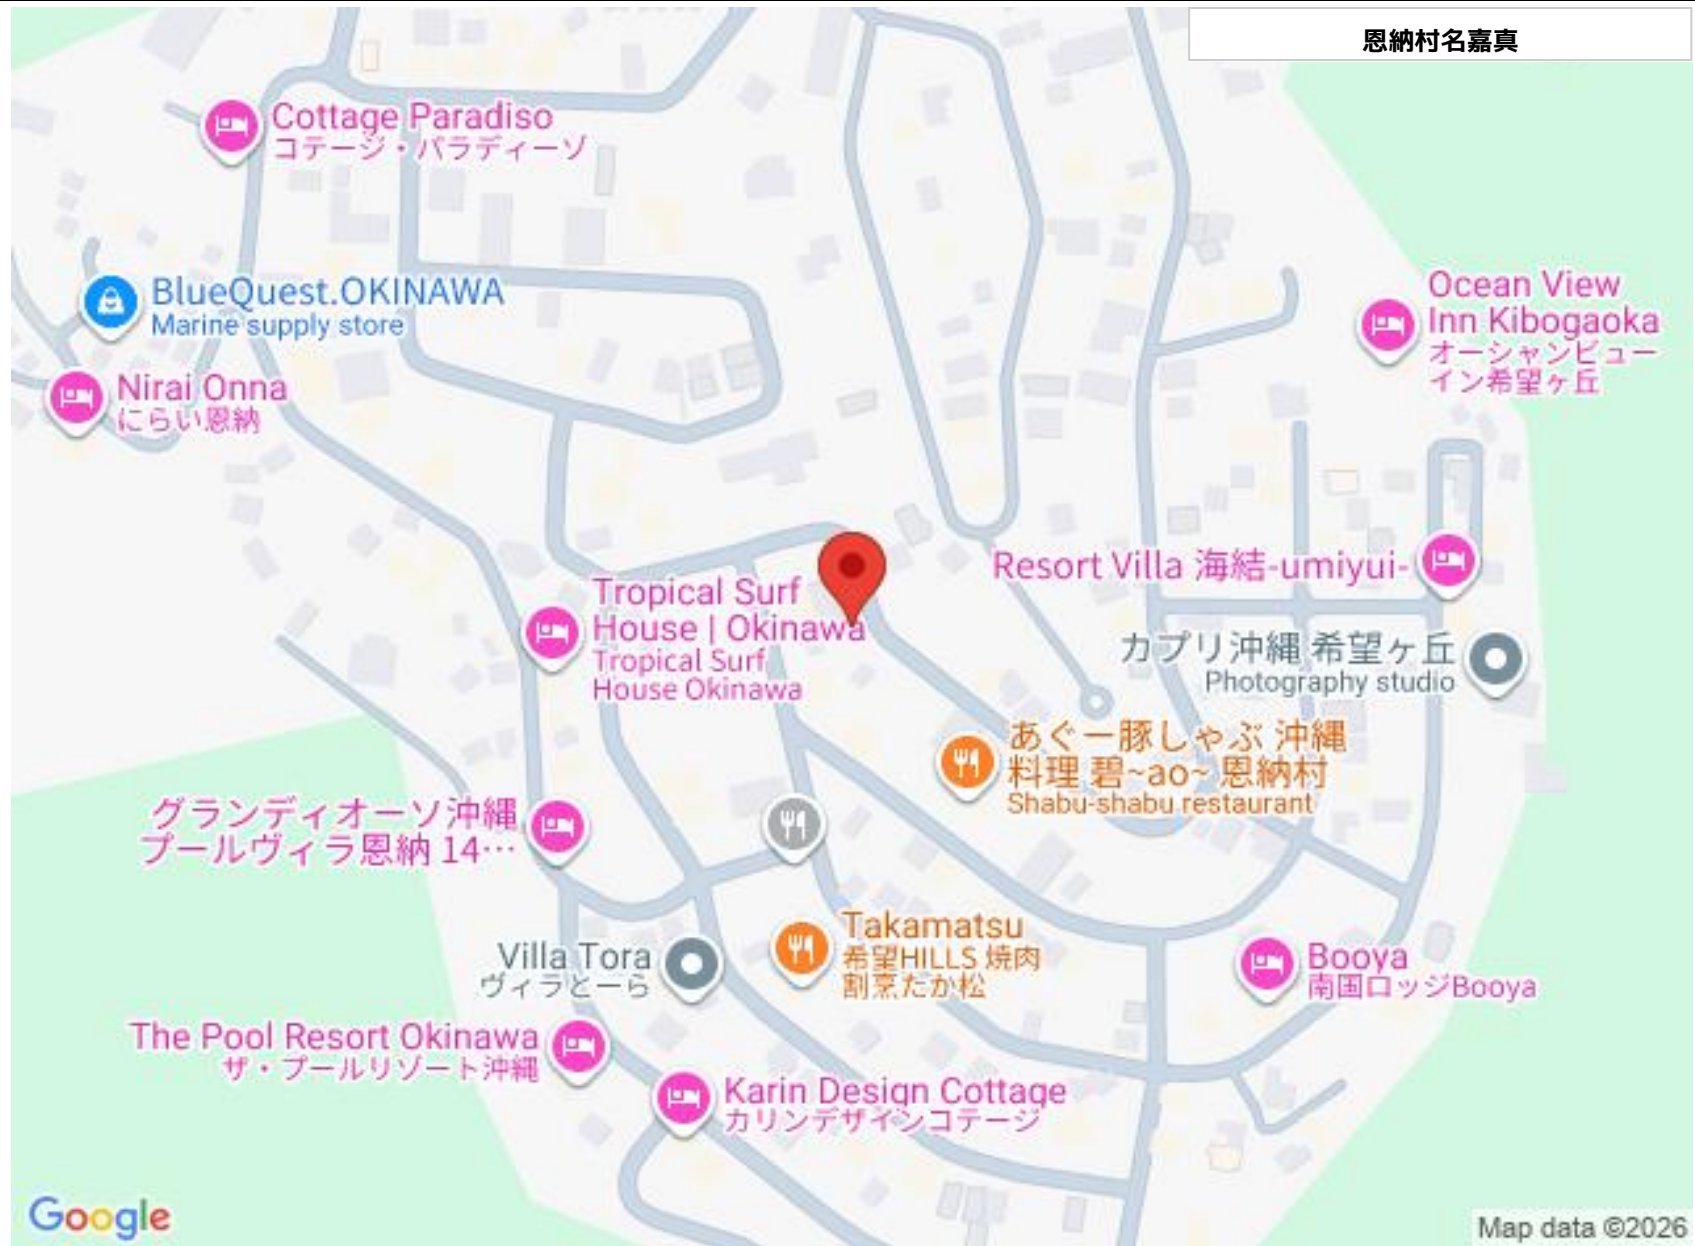 恩納村名嘉真
Cottage Paradiso
コテージ・パラディーソ
BlueQuest.OKINAWA
Marine supply store
Ocean View
Inn Kibogaoka
オーシャンビュー
イン希望ヶ丘
Nirai Onna
にらい恩納
Resort Villa 海結-umiyui-
Tropical Surf
House | Okinawa
Tropical Surf
House Okinawa
カプリ沖縄 希望ヶ丘
Photography studio
あぐー豚しゃぶ 沖縄
料理 碧~ao~ 恩納村
Shabu-shabu restaurant
グランディオーソ沖縄
プールヴィラ恩納 14…
Takamatsu
希望HILLS 焼肉
割烹たか松
Villa Tora
ヴィラとーら
Booya
南国ロッジBooya
The Pool Resort Okinawa
ザ・プールリゾート沖縄
Karin Design Cottage
カリンデザインコテージ
Google
Map data ©2026